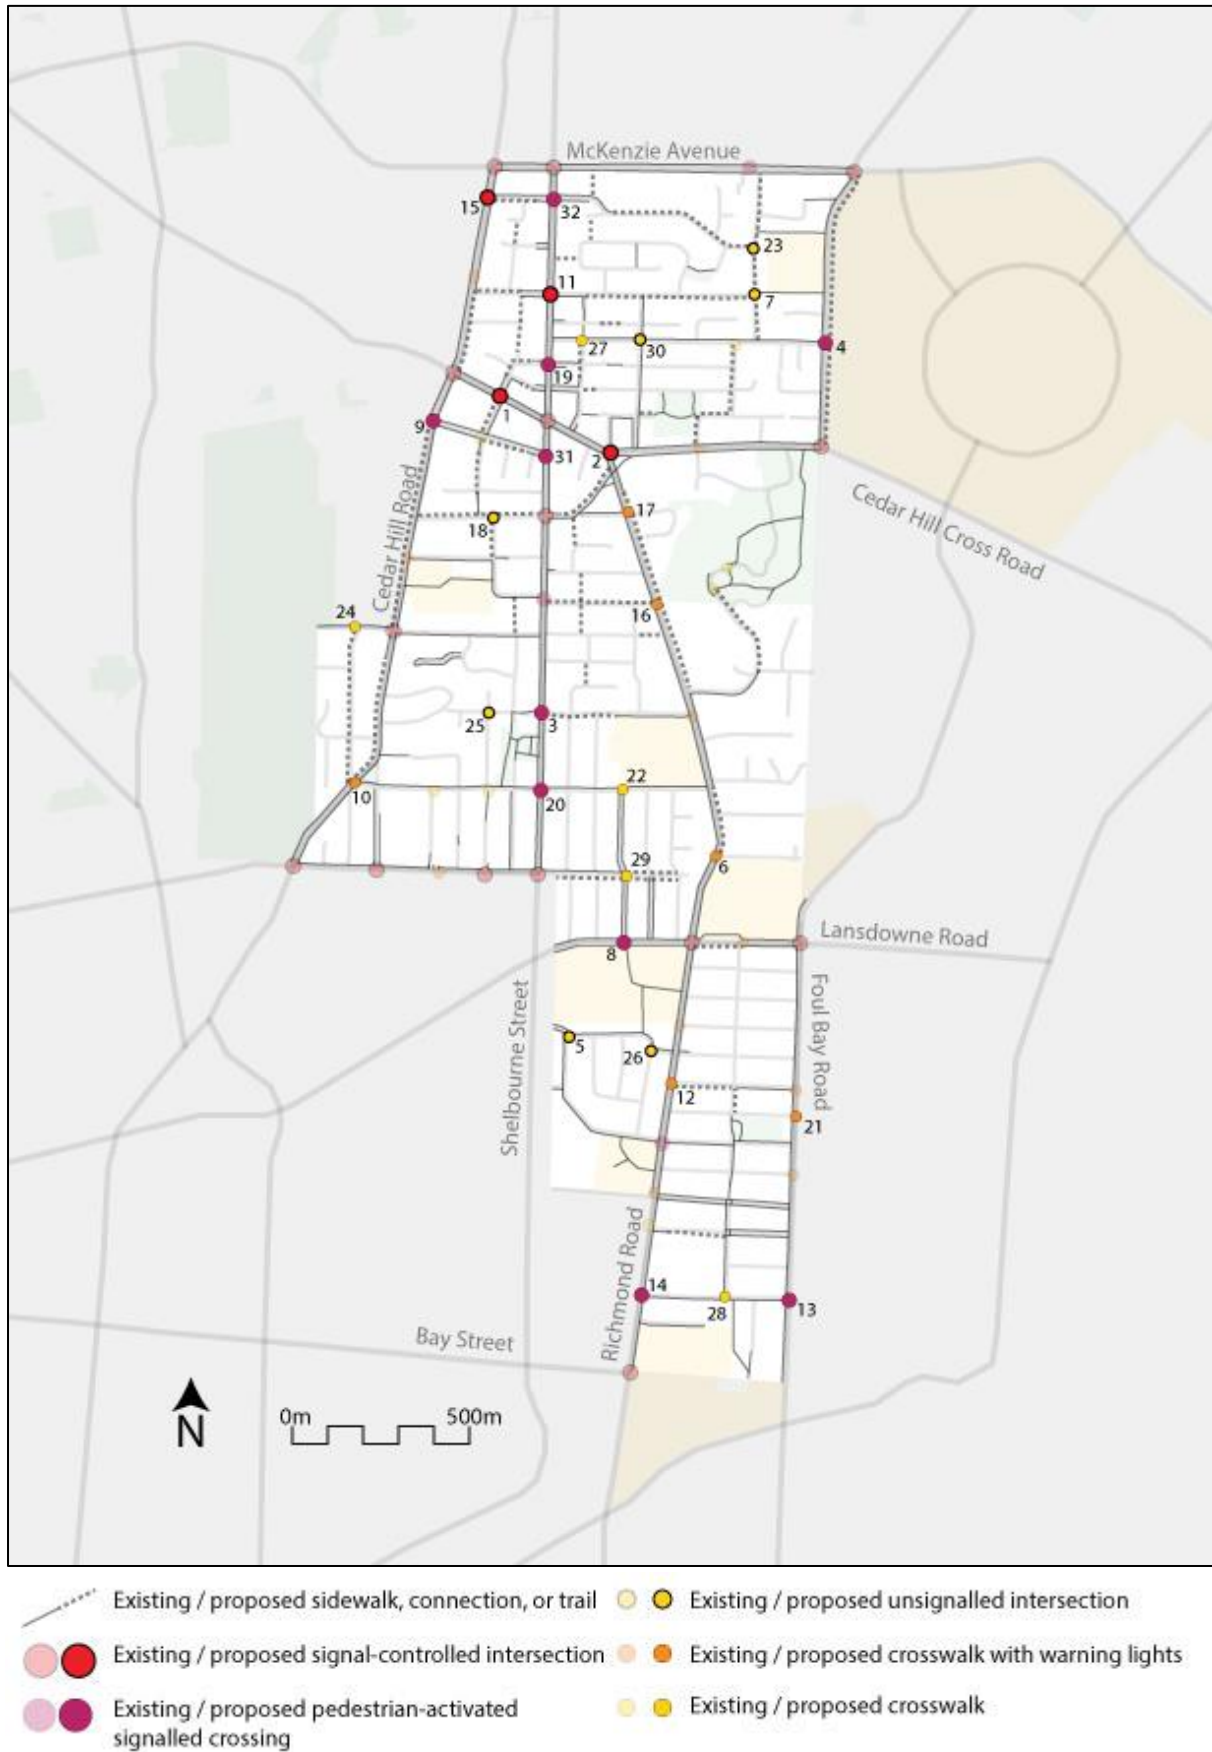 McKenzie Avenue
15
32
23
11
7
27
30
4
19
1
9
2
31
17
18
Cedar Hill Road
Cedar Hill Cross Road
24
16
25
3
22
10
20
29
6
8
Lansdowne Road
Shelbourne Street
Foul Bay Road
5
26
12
21
Richmond Road
14
28
13
Bay Street
N
0m 500m
Existing / proposed sidewalk, connection, or trail
Existing / proposed unsignalled intersection
Existing / proposed signal-controlled intersection
Existing / proposed crosswalk with warning lights
Existing / proposed pedestrian-activated
signalled crossing
Existing / proposed crosswalk